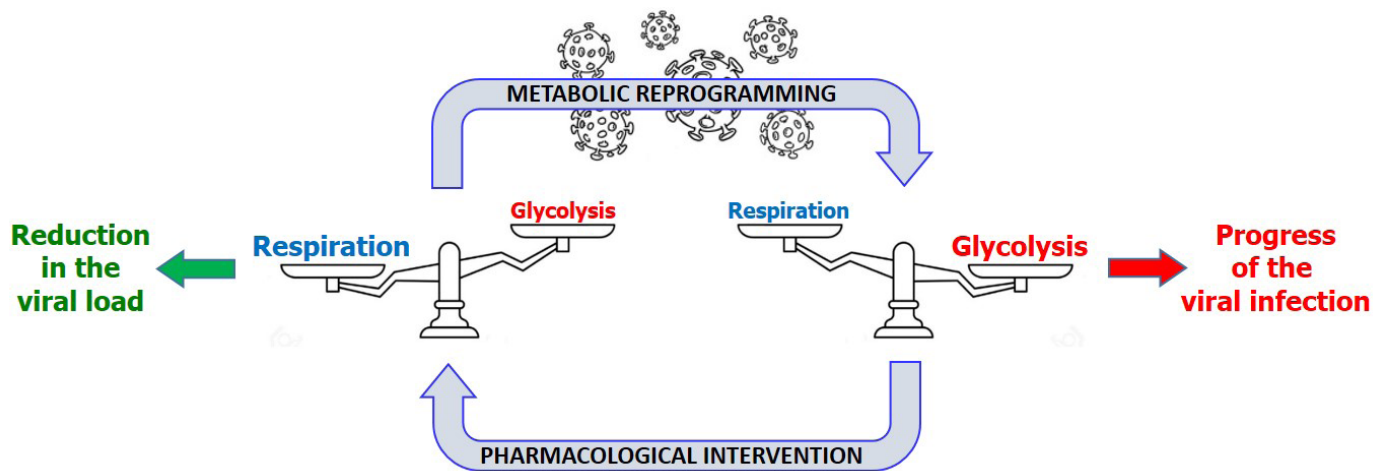 METABOLIC REPROGRAMMING
Glycolysis
Respiration
Reduction
in the
viral load
Respiration
Glycolysis
Progress
of the
viral infection
PHARMACOLOGICAL INTERVENTION